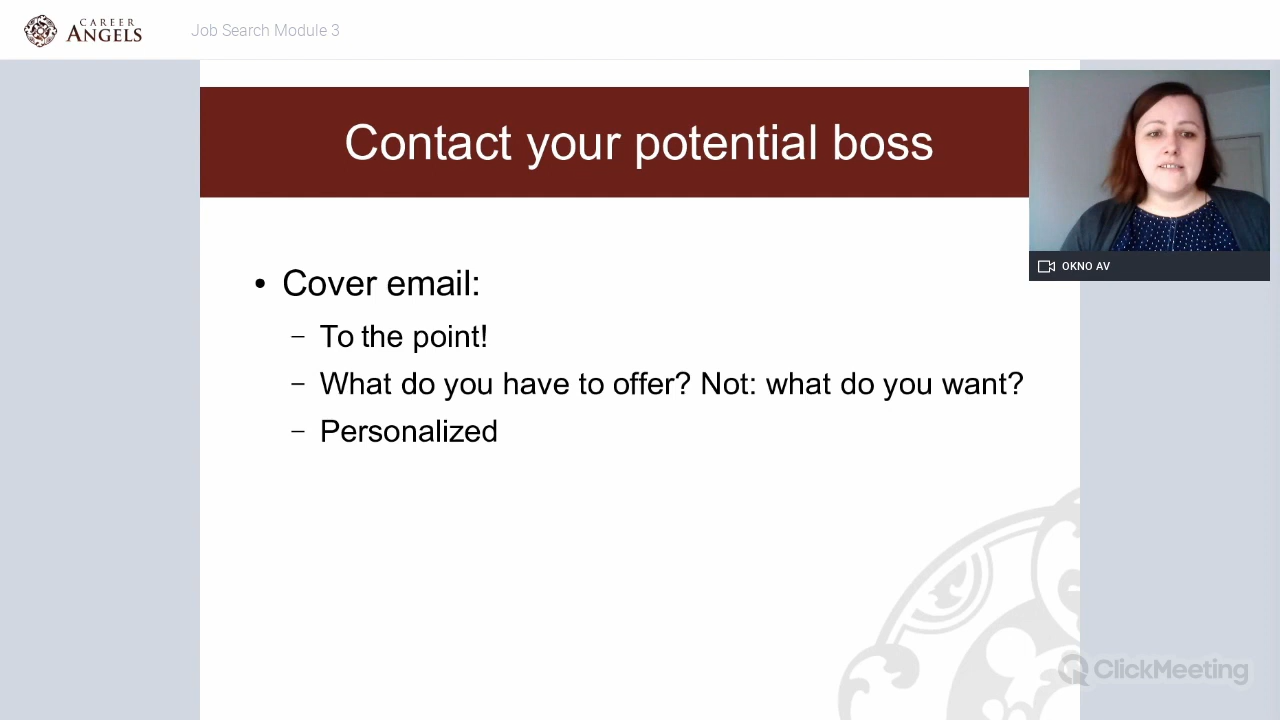 CAREER
ANGELS
Job Search Module 3
Contact your potential boss
OKNO AV
• Cover email:
– To the point!
– What do you have to offer? Not: what do you want?
– Personalized
ClickMeeting